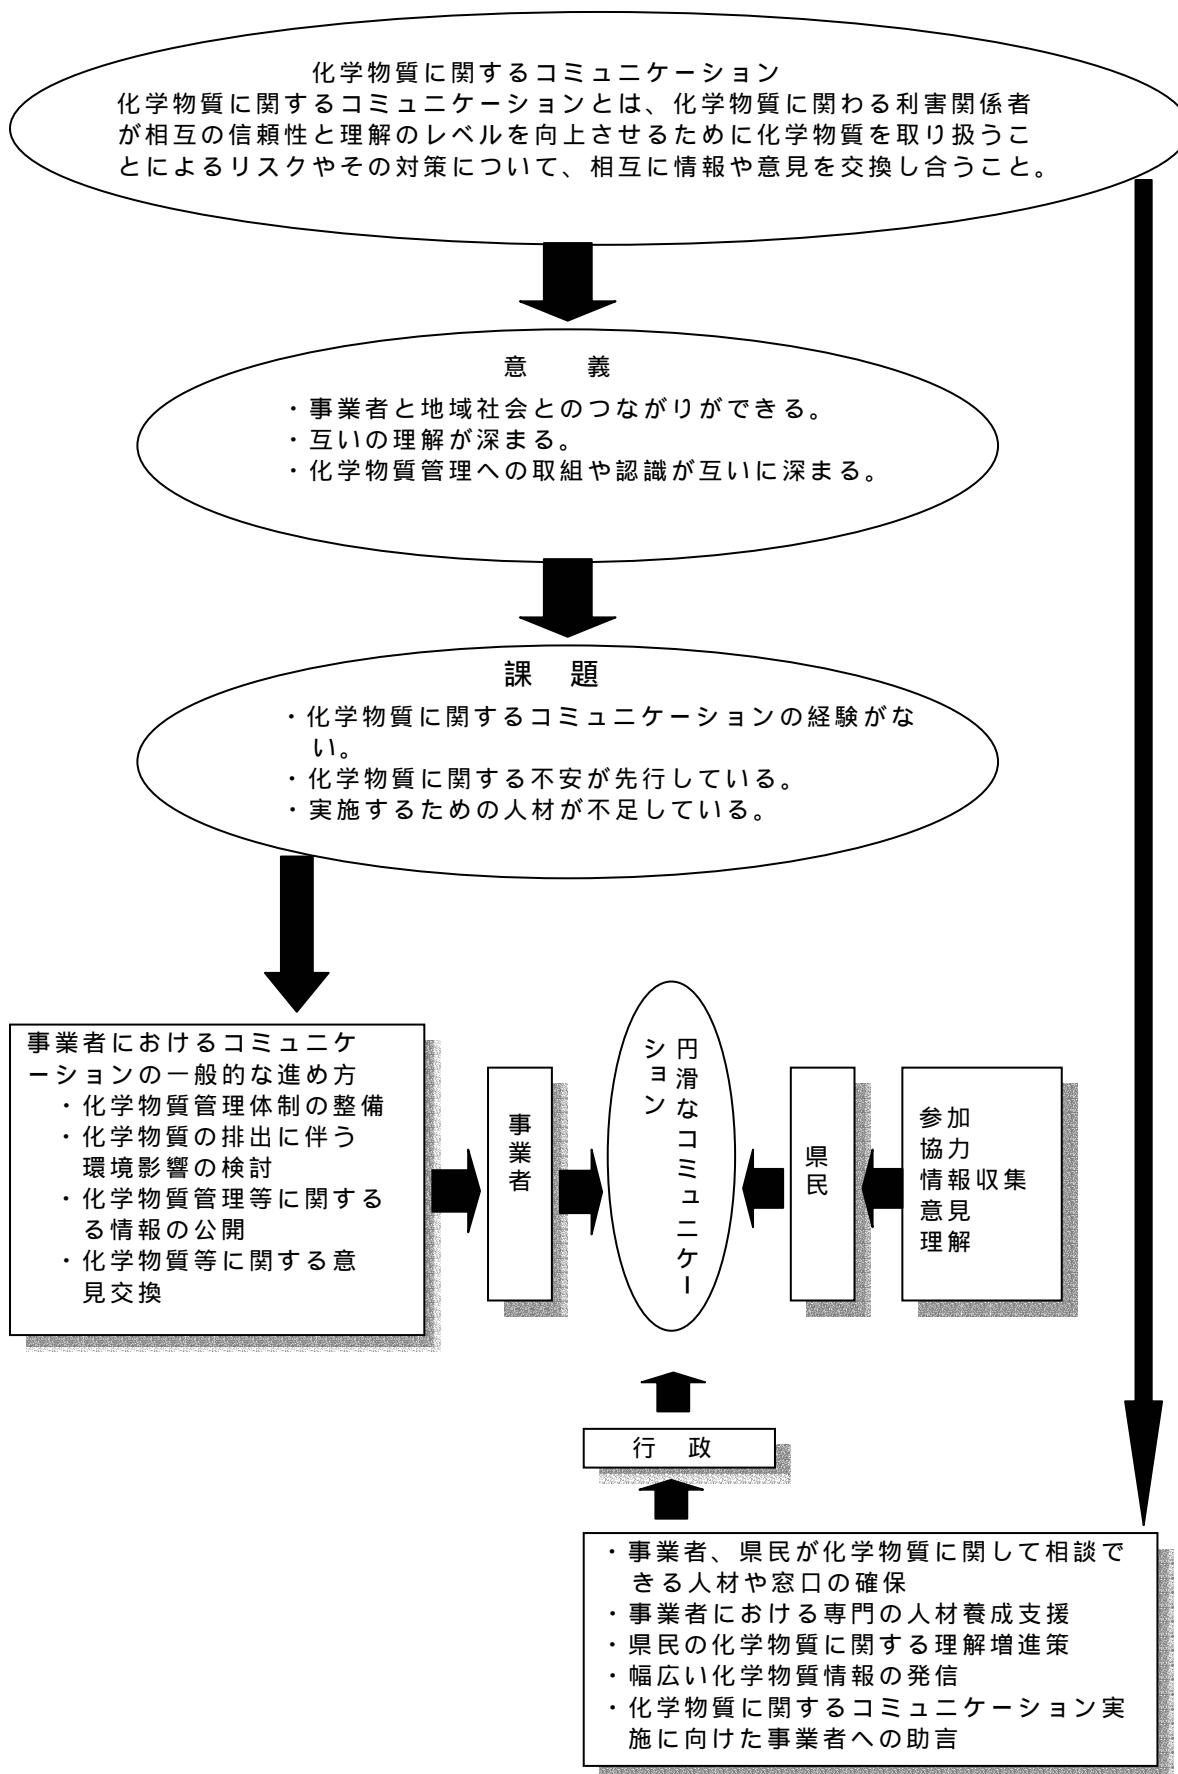 化学物質に関するコミュニケーション
化学物質に関するコミュニケーションとは、化学物質に関わる利害関係者
が相互の信頼性と理解のレベルを向上させるために化学物質を取り扱うこ
とによるリスクやその対策について、相互に情報や意見を交換し合うこと。
意　義
・事業者と地域社会とのつながりができる。
・互いの理解が深まる。
・化学物質管理への取組や認識が互いに深まる。
課　題
・化学物質に関するコミュニケーションの経験がな
い。
・化学物質に関する不安が先行している。
・実施するための人材が不足している。
事業者におけるコミュニケ
ーションの一般的な進め方
・化学物質管理体制の整備
・化学物質の排出に伴う
環境影響の検討
・化学物質管理等に関する
る情報の公開
・化学物質等に関する意
見交換
事業者
円滑なコミュニケー
ション
県民
参加
協力
情報収集
意見
理解
行　政
・事業者、県民が化学物質に関して相談で
きる人材や窓口の確保
・事業者における専門の人材養成支援
・県民の化学物質に関する理解増進策
・幅広い化学物質情報の発信
・化学物質に関するコミュニケーション実
施に向けた事業者への助言